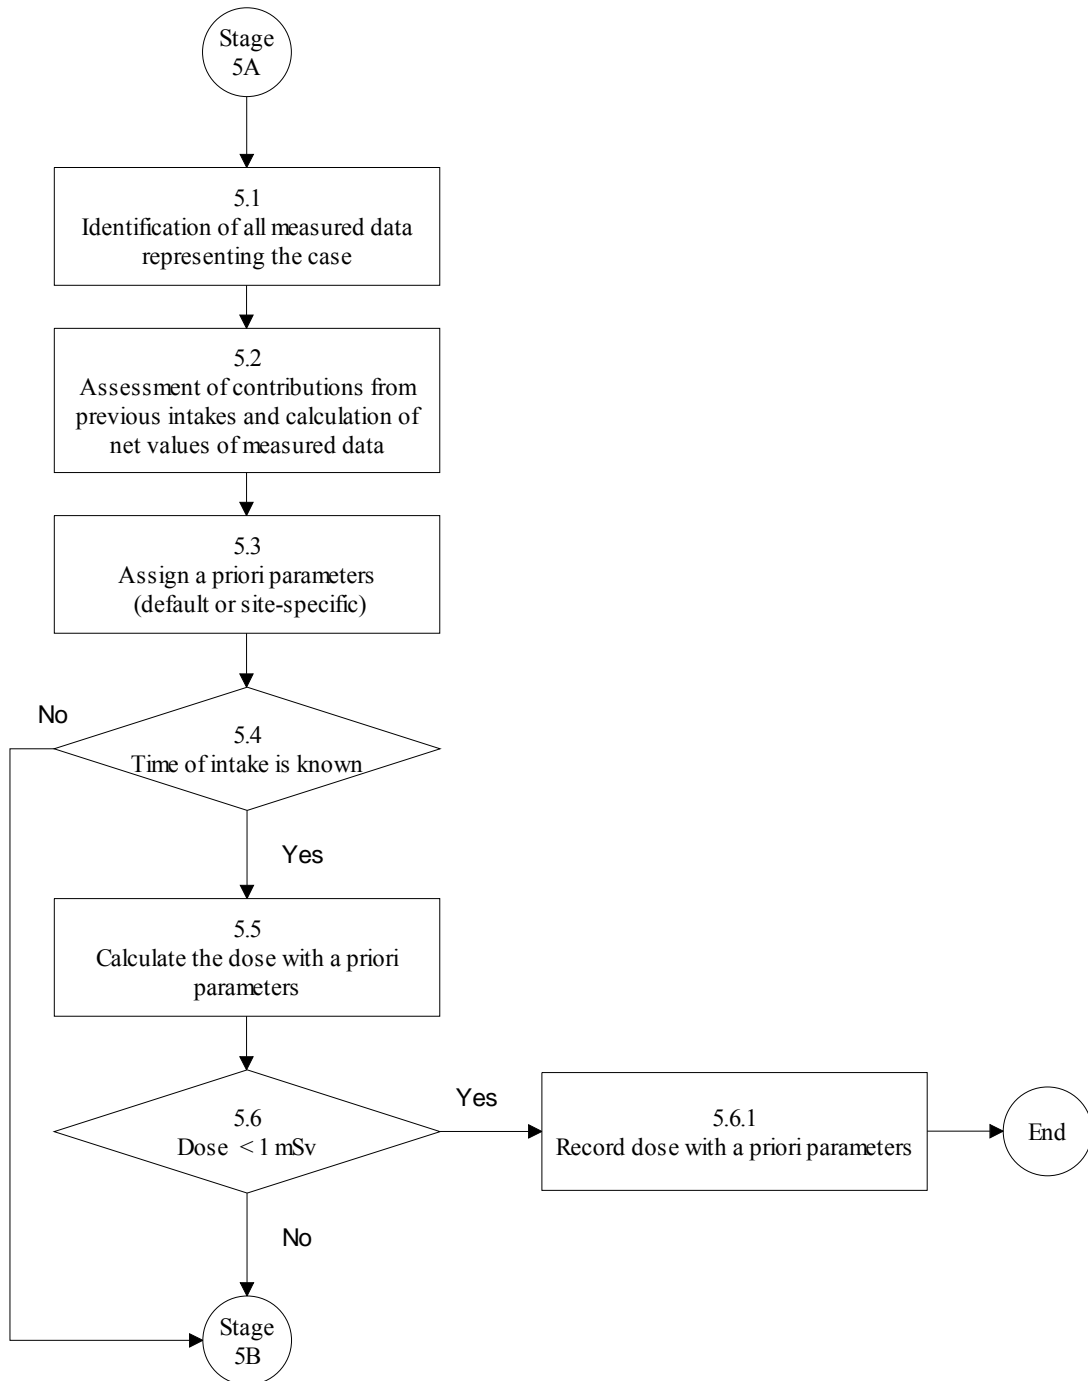 Stage
5A
5.1
Identification of all measured data
representing the case
5.2
Assessment of contributions from
previous intakes and calculation of
net values of measured data
5.3
Assign a priori parameters
(default or site-specific)
No
5.4
Time of intake is known
Yes
5.5
Calculate the dose with a priori
parameters
5.6
Dose < 1 mSv
Yes
5.6.1
Record dose with a priori parameters
End
No
Stage
5B